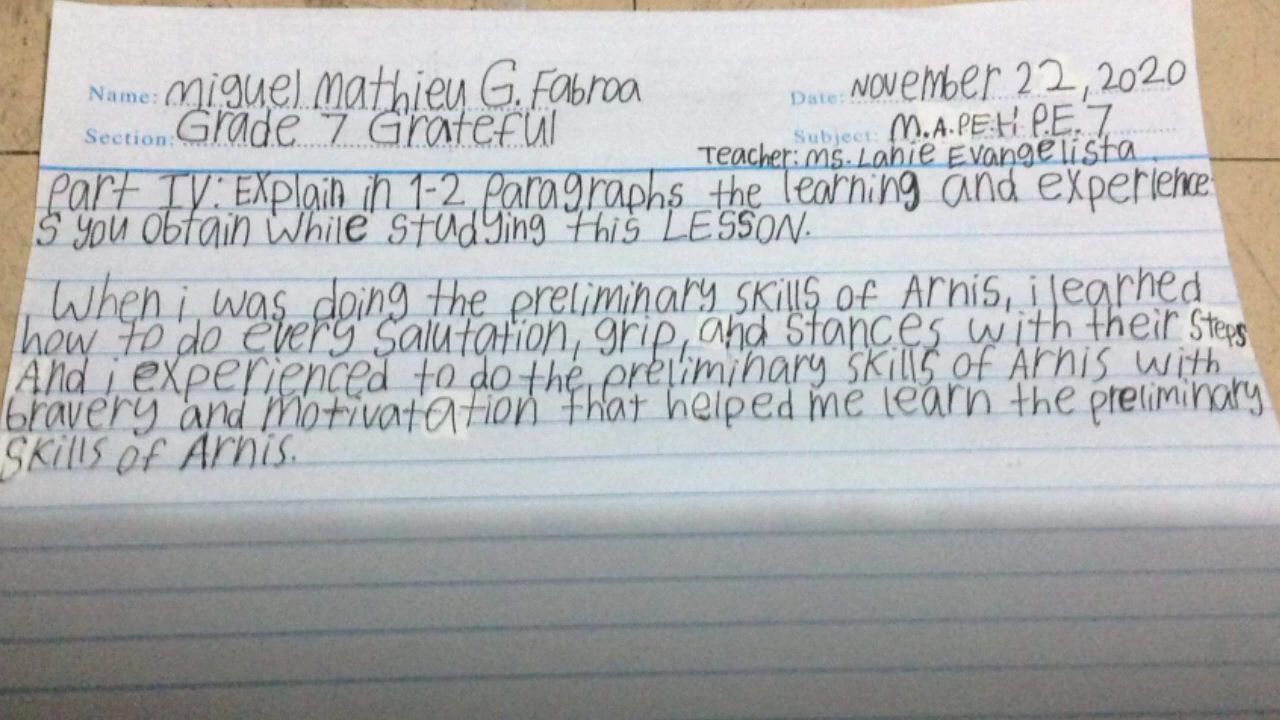 Name: Miguel Mathieu G. Fabroa
Date: November 22, 2020
Section: Grade 7 Grateful
Subject: M.A.P.E.H P.E. 7
Teacher: Ms. Lanie Evangelista
Part IV: Explain in 1-2 paragraphs the learning and experience
s you obtain while studying this LESSON.
When i was doing the preliminary skills of Arnis, i learned
how to do every salutation, grip, and stances with their steps
And i experienced to do the preliminary skills of Arnis with
bravery and motivatation that helped me learn the preliminary
skills of Arnis.